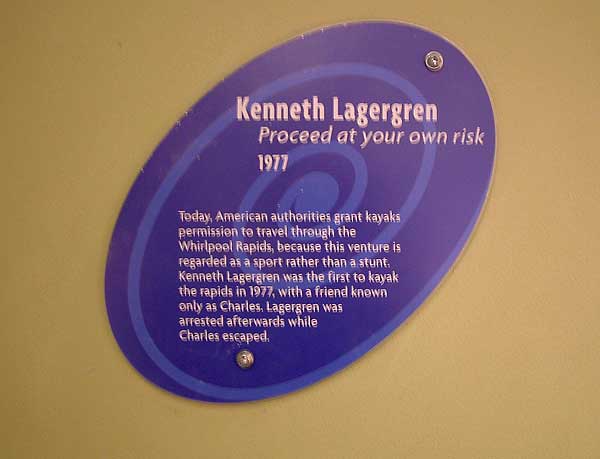 Kenneth Lagergren
Proceed at your own risk
1977
Today, American authorities grant kayaks
permission to travel through the
Whirlpool Rapids, because this venture is
regarded as a sport rather than a stunt.
Kenneth Lagergren was the first to kayak
the rapids in 1977, with a friend known
only as Charles. Lagergren was
arrested afterwards while
Charles escaped.